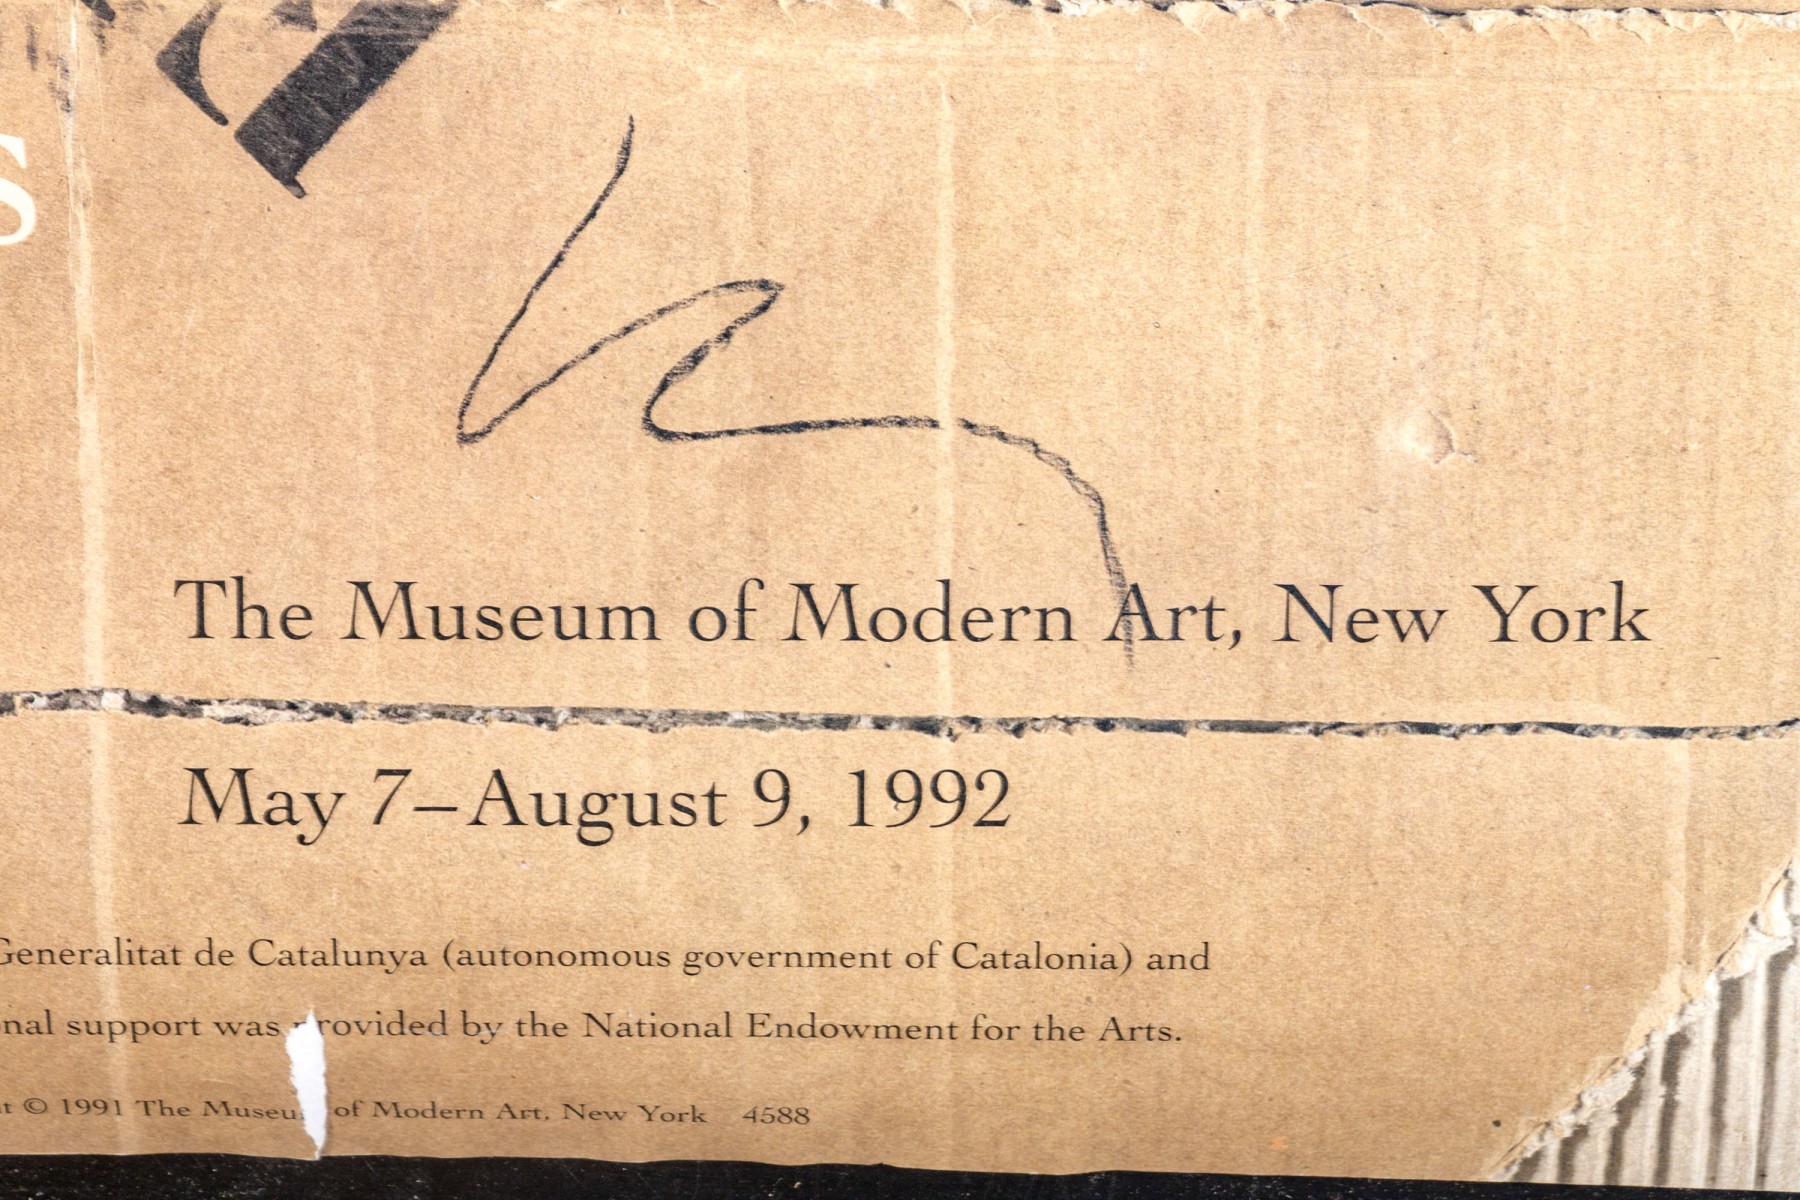 S
The Museum of Modern Art, New York
May 7–August 9, 1992
Generalitat de Catalunya (autonomous government of Catalonia) and
support was provided by the National Endowment for the Arts.
© 1991 The Museum of Modern Art, New York 4588